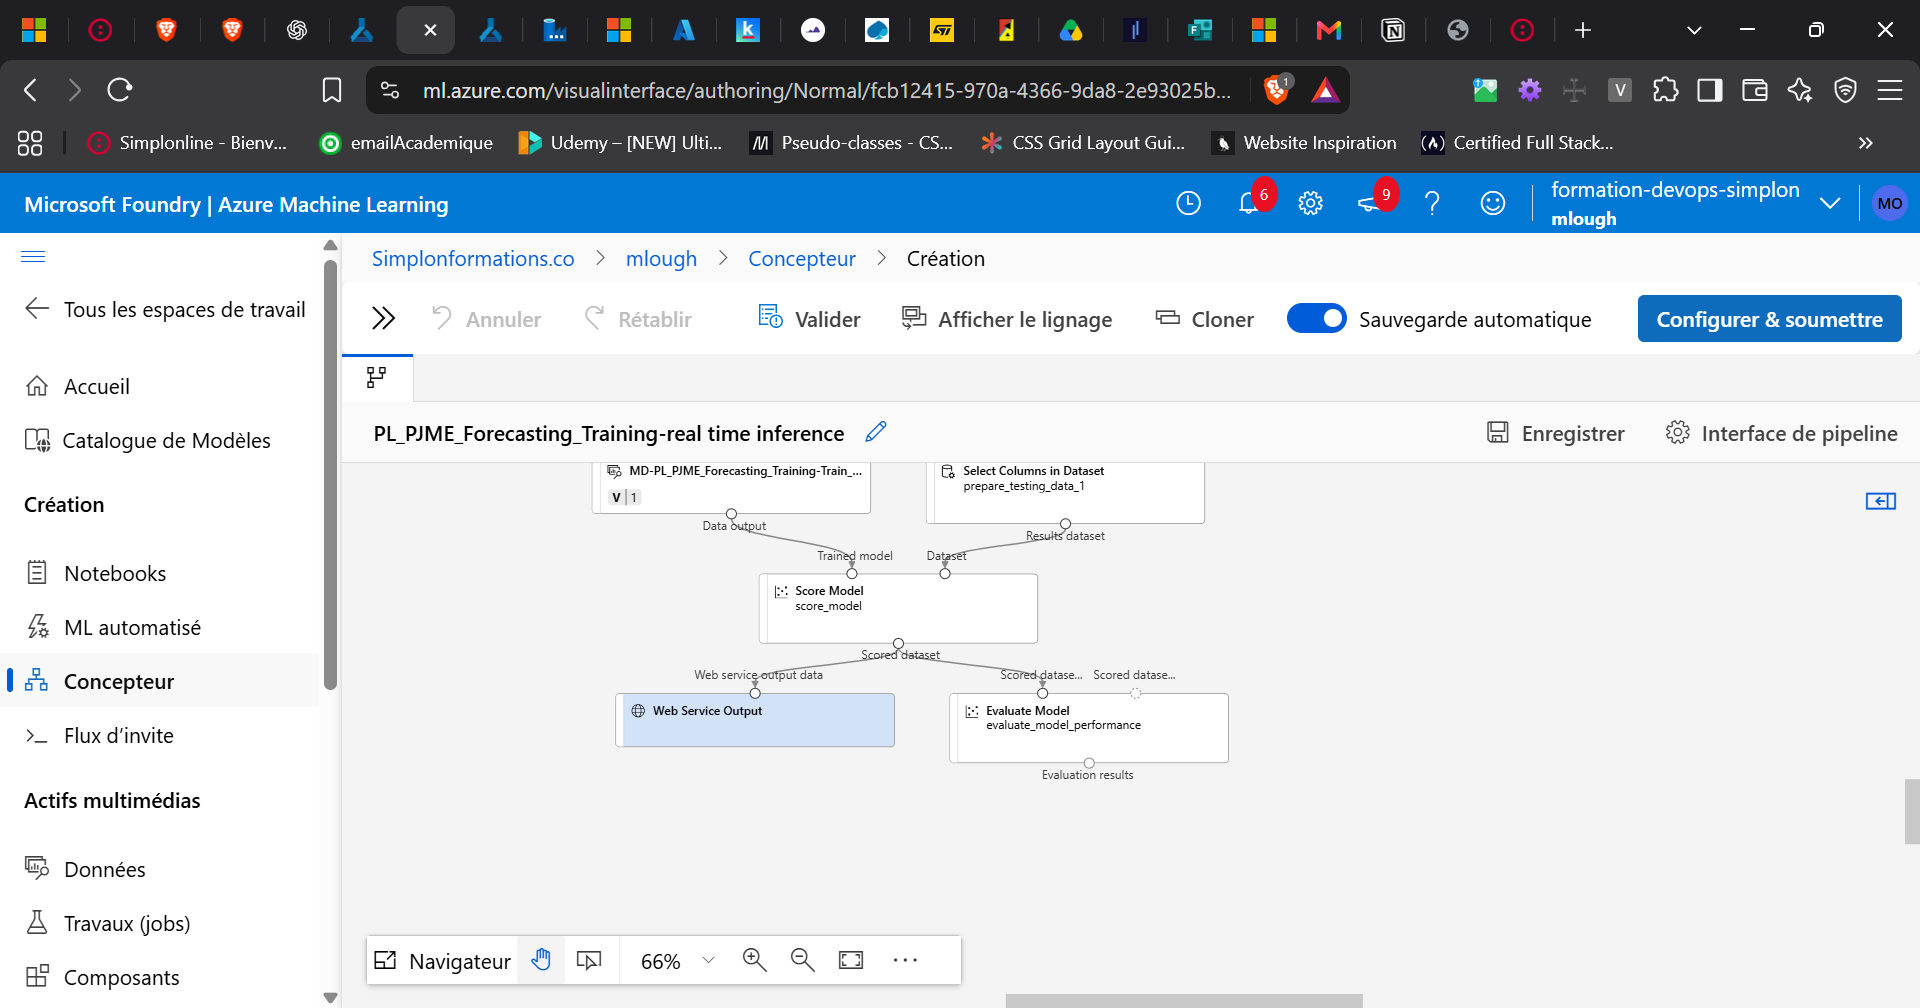 ml.azure.com/visualinterface/authoring/Normal/fcb12415-970a-4366-9da8-2e93025b...
1
V
Simplonline - Bienv...
emailAcademique
Udemy – [NEW] Ulti...
Pseudo-classes - CS...
CSS Grid Layout Gui...
Website Inspiration
Certified Full Stack...
Microsoft Foundry | Azure Machine Learning
6
9
formation-devops-simplon
mlough
MO
Tous les espaces de travail
Accueil
Catalogue de Modèles
Création
Notebooks
ML automatisé
Concepteur
Flux d’invite
Actifs multimédias
Données
Travaux (jobs)
Composants
Simplonformations.co > mlough > Concepteur > Création
Annuler
Rétablir
Valider
Afficher le lignage
Cloner
Sauvegarde automatique
Configurer & soumettre
PL_PJME_Forecasting_Training-real time inference
Enregistrer
Interface de pipeline
MD-PL_PJME_Forecasting_Training-Train_...
V | 1
Data output
Select Columns in Dataset
prepare_testing_data_1
Results dataset
Trained model
Dataset
Score Model
score_model
Scored dataset
Web service output data
Scored datase...
Scored datase...
Web Service Output
Evaluate Model
evaluate_model_performance
Evaluation results
Navigateur
66%